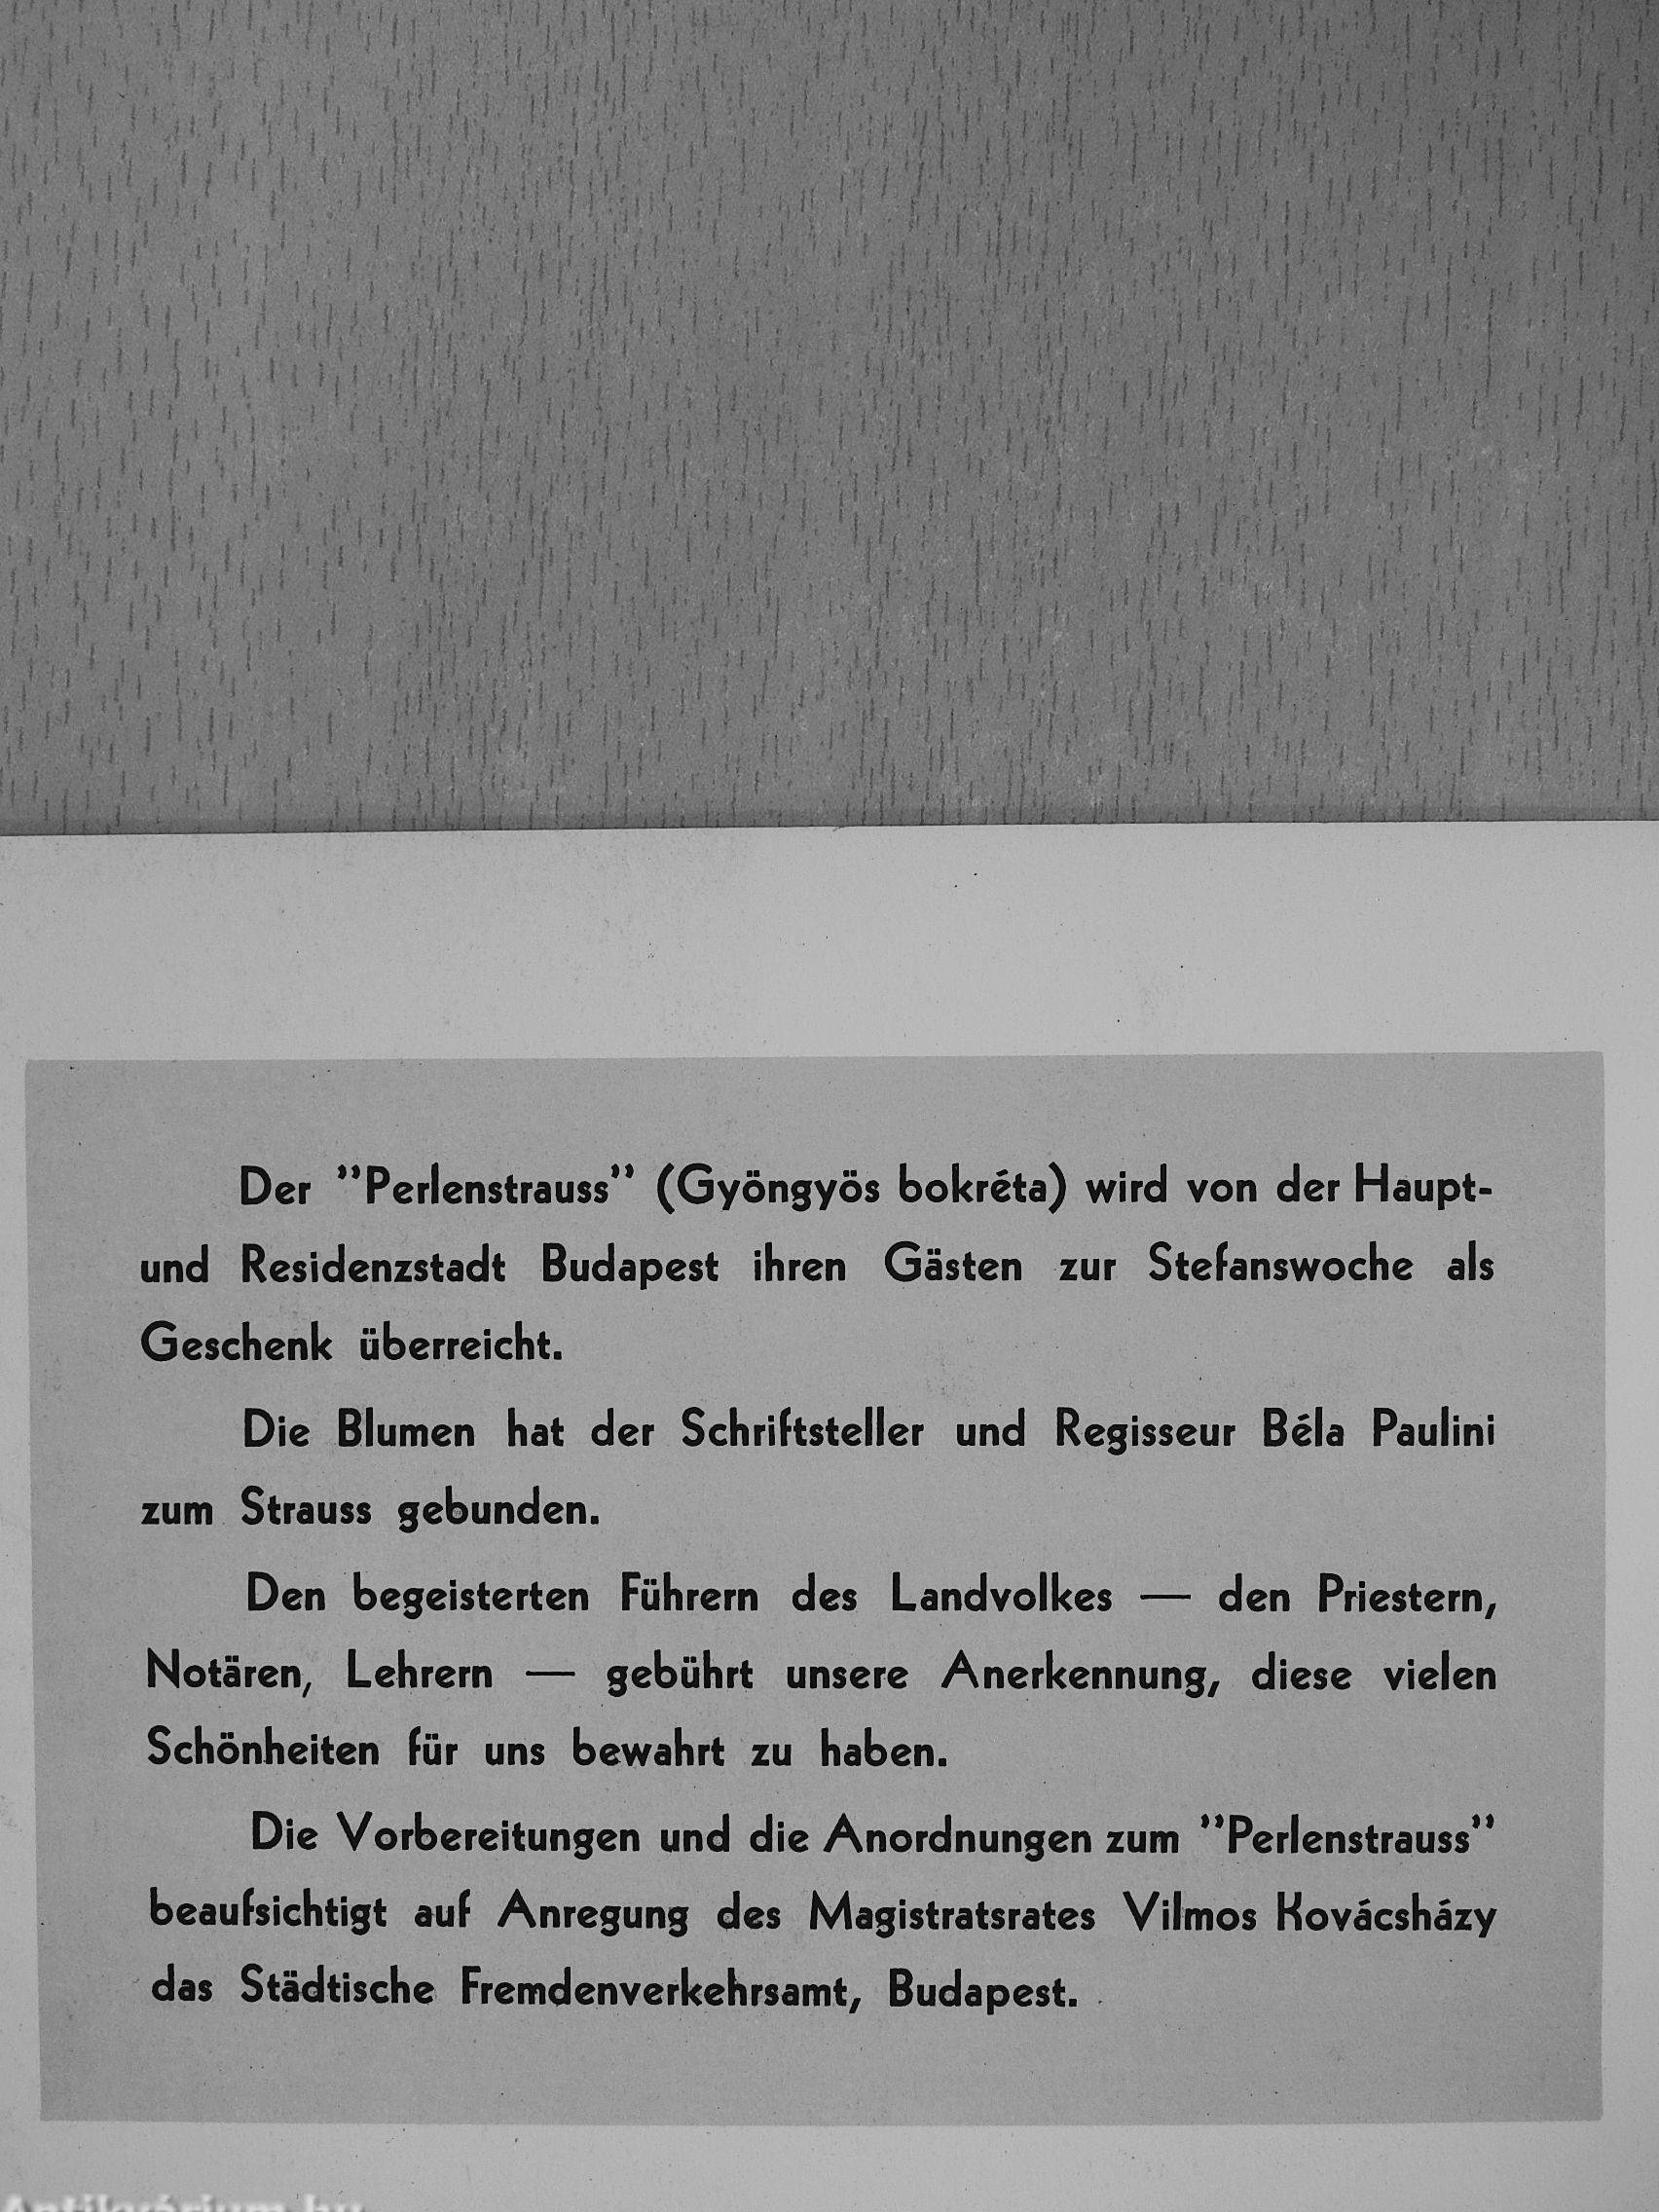 Der ”Perlenstrauss” (Gyöngyös bokréta) wird von der Haupt-
und Residenzstadt Budapest ihren Gästen zur Stefanswoche als
Geschenk überreicht.
Die Blumen hat der Schriftsteller und Regisseur Béla Paulini
zum Strauss gebunden.
Den begeisterten Führern des Landvolkes — den Priestern,
Notären, Lehrern — gebührt unsere Anerkennung, diese vielen
Schönheiten für uns bewahrt zu haben.
Die Vorbereitungen und die Anordnungen zum ”Perlenstrauss”
beaufsichtigt auf Anregung des Magistratsrates Vilmos Kovácsházy
das Städtische Fremdenverkehrsamt, Budapest.
Antikvárium.hu